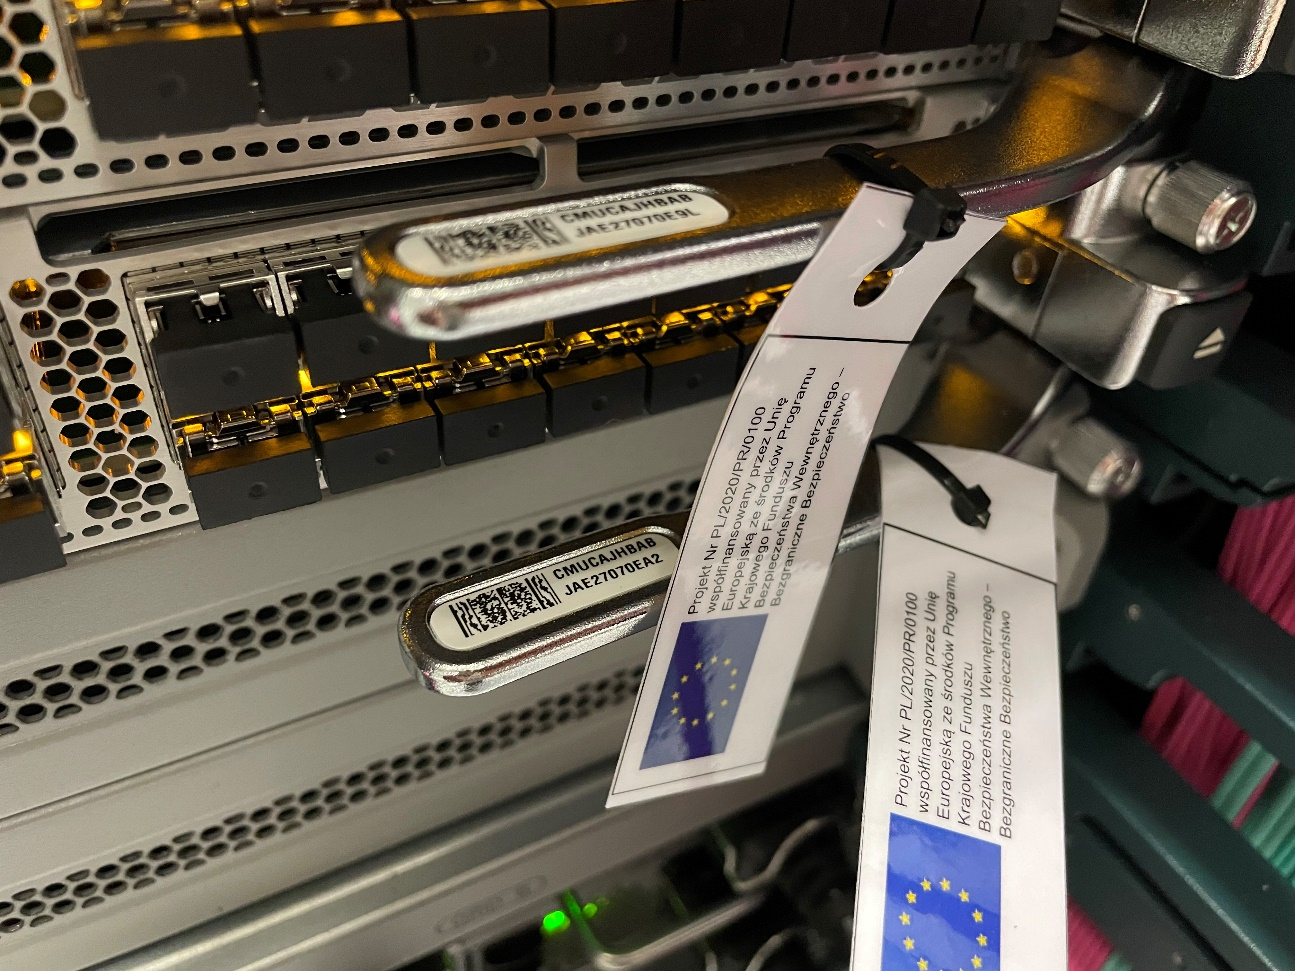 CMUCAJHBAB
JAE27070E9L
CMUCAJHBAB
JAE27070EA2
Projekt Nr PL/2020/PR/0100
współfinansowany przez Unię
Europejską ze środków Programu
Krajowego Funduszu
Bezpieczeństwa Wewnętrznego –
Bezgraniczne Bezpieczeństwo
Projekt Nr PL/2020/PR/0100
współfinansowany przez Unię
Europejską ze środków Programu
Krajowego Funduszu
Bezpieczeństwa Wewnętrznego –
Bezgraniczne Bezpieczeństwo